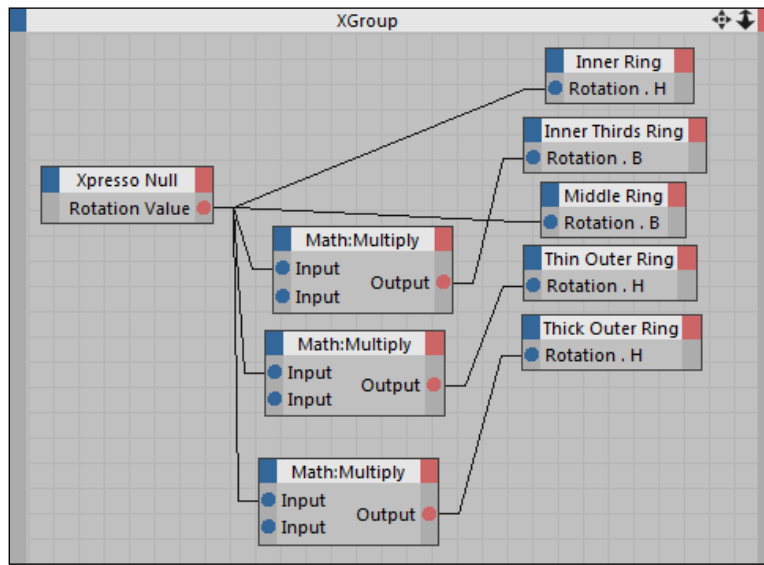 XGroup
Inner Ring
Rotation . H
Inner Thirds Ring
Rotation . B
Xpresso Null
Rotation Value
Middle Ring
Rotation . B
Math:Multiply
Input
Output
Input
Thin Outer Ring
Rotation . H
Thick Outer Ring
Rotation . H
Math:Multiply
Input
Output
Input
Math:Multiply
Input
Output
Input